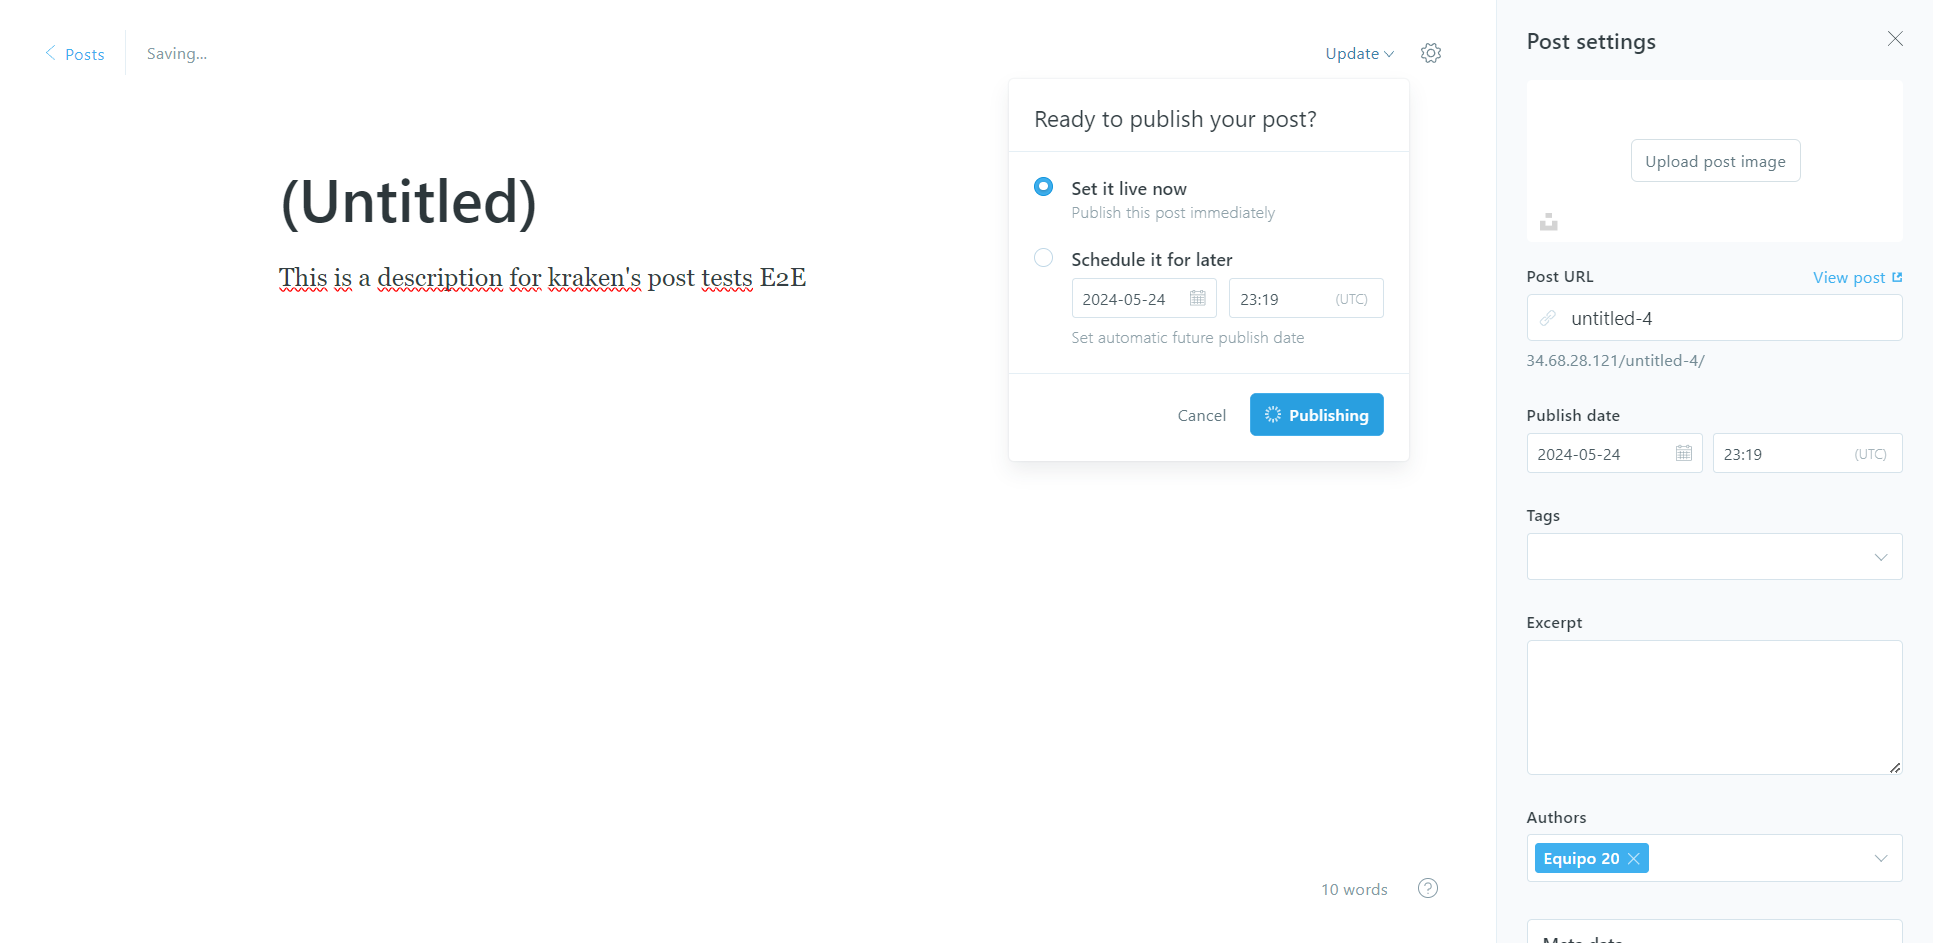 Posts
Saving...
Update
(Untitled)
This is a description for kraken's post tests E2E
Ready to publish your post?
Set it live now
Publish this post immediately
Schedule it for later
2024-05-24 23:19 (UTC)
Set automatic future publish date
Cancel Publishing
10 words
Post settings
Upload post image
Post URL View post
untitled-4
34.68.28.121/untitled-4/
Publish date
2024-05-24 23:19 (UTC)
Tags
Excerpt
Authors
Equipo 20
Meta data